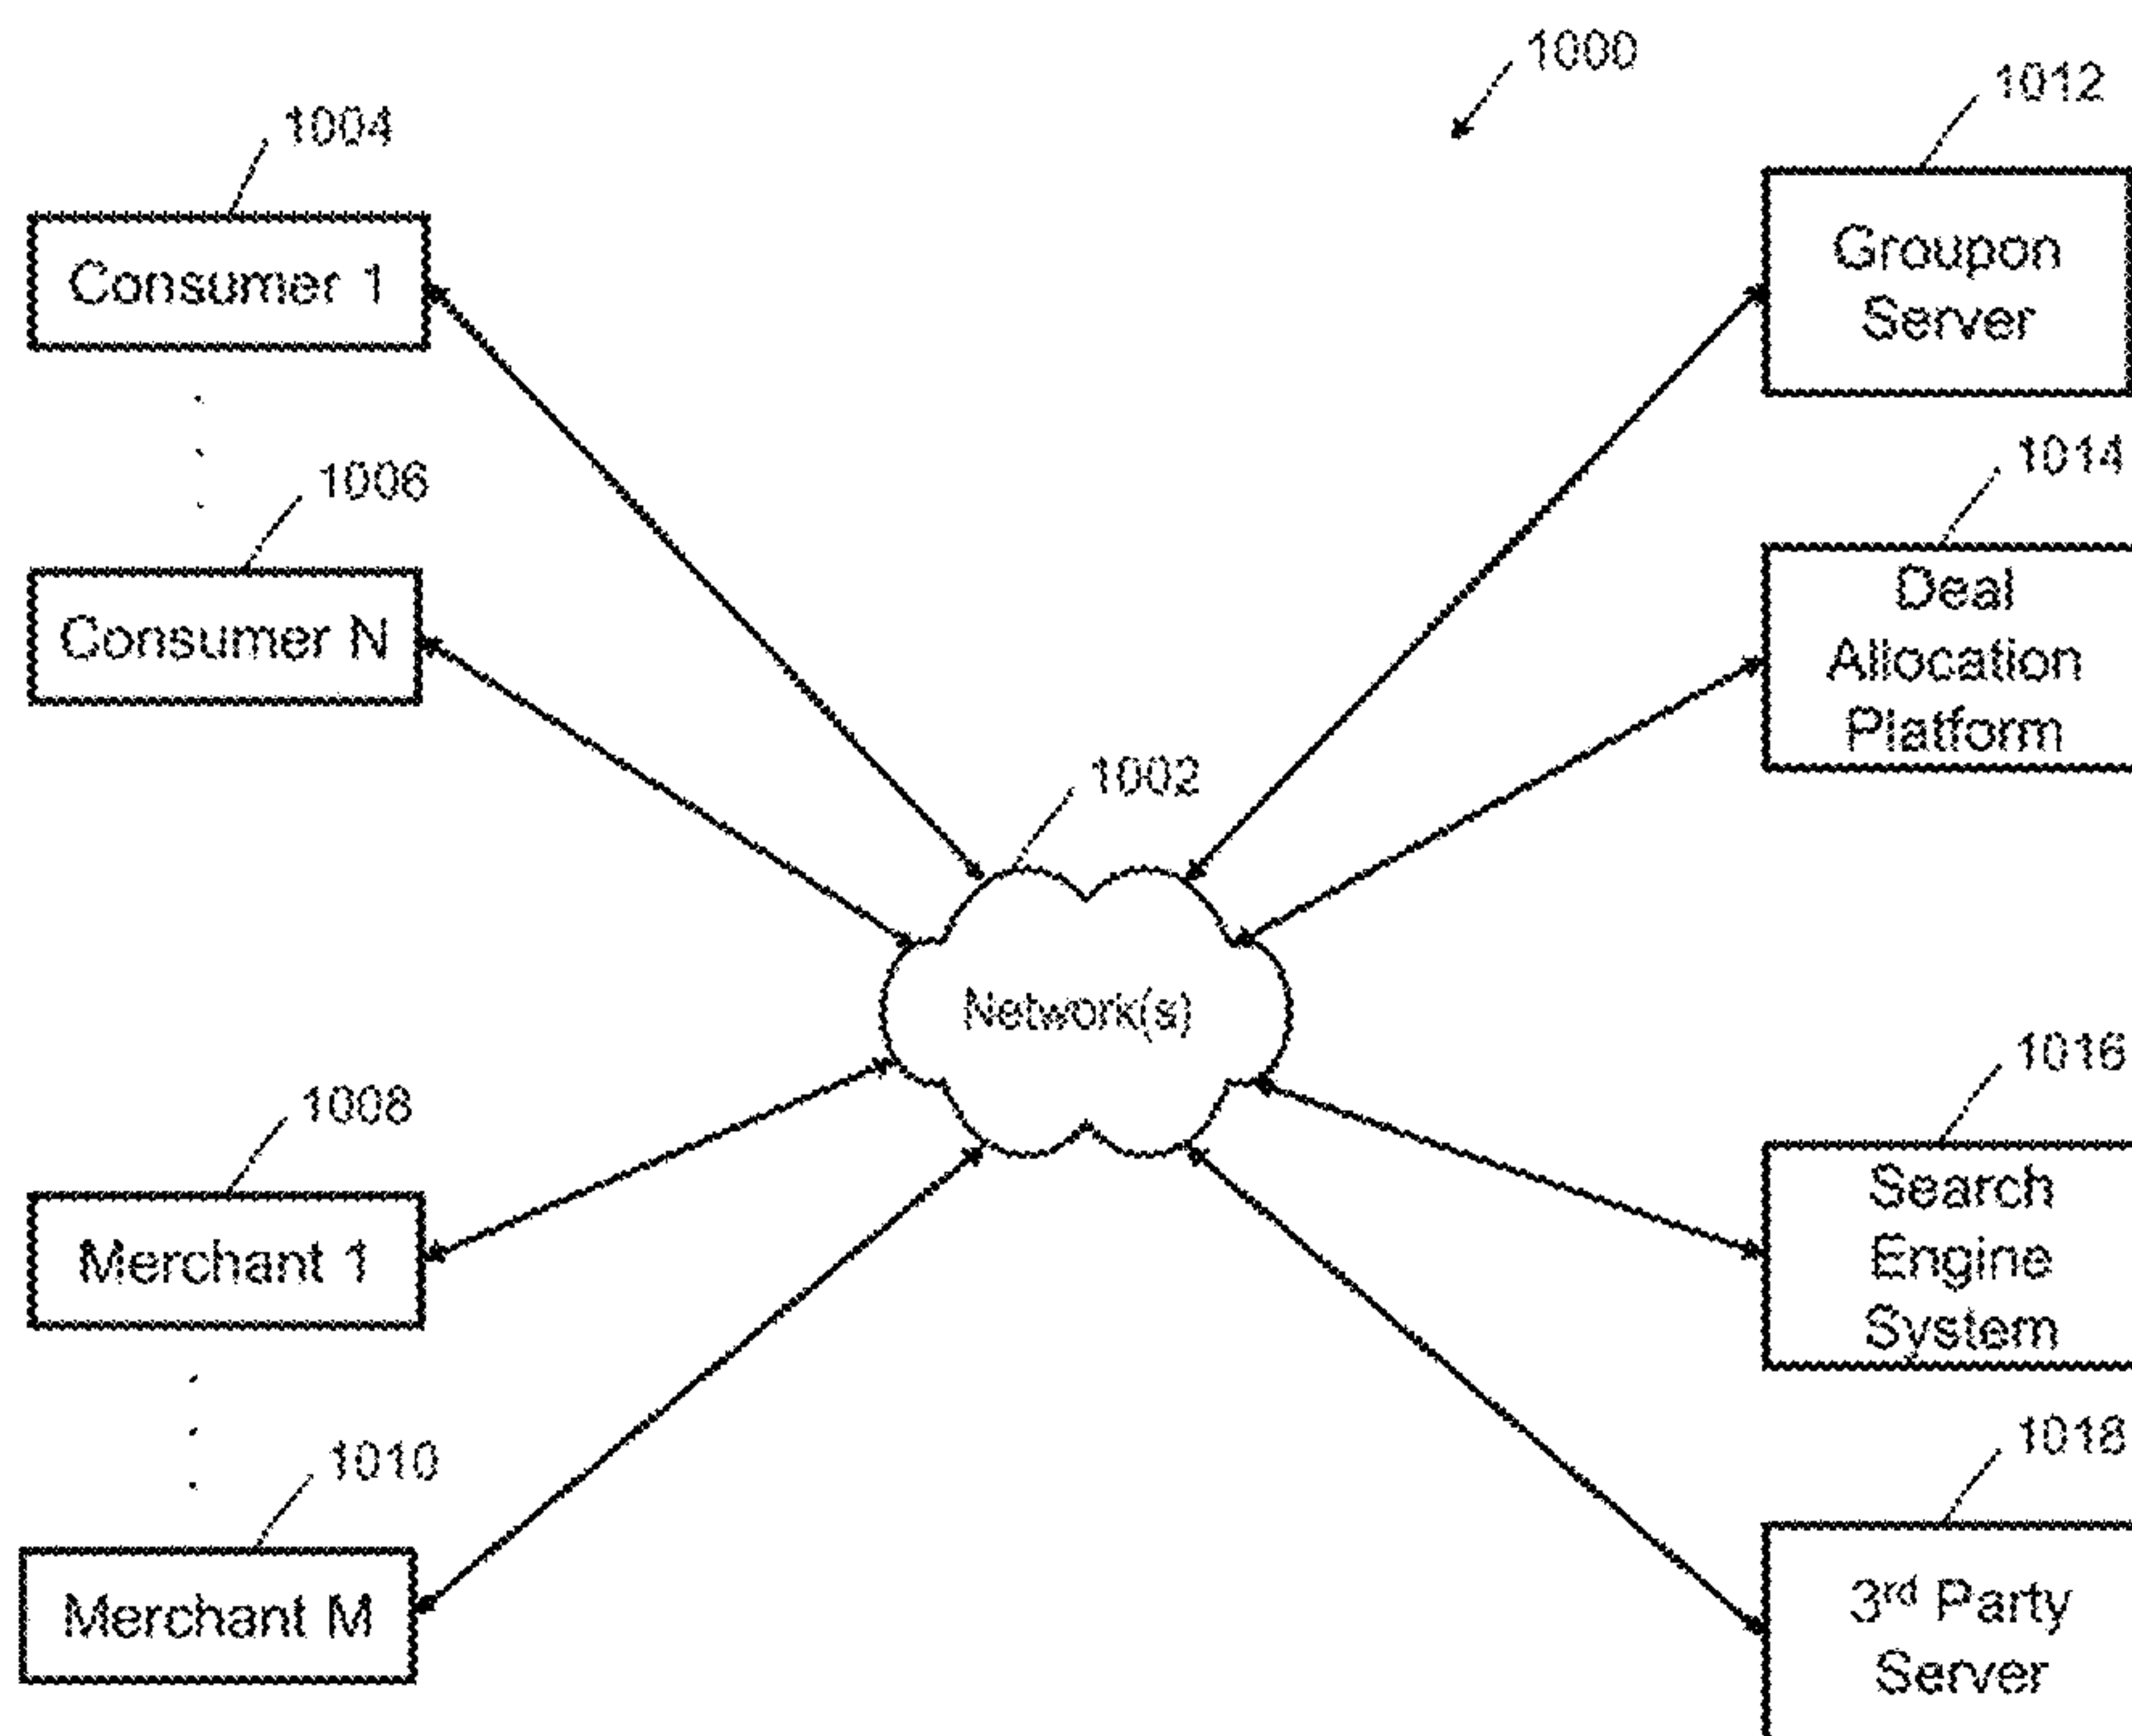 1000
1012
1004
Groupon
Server
Consumer 1
1014
1006
Deal
Allocation
Platform
Consumer N
1002
Network(s)
1016
1008
Search
Engine
System
Merchant 1
1018
1010
3rd Party
Server
Merchant M